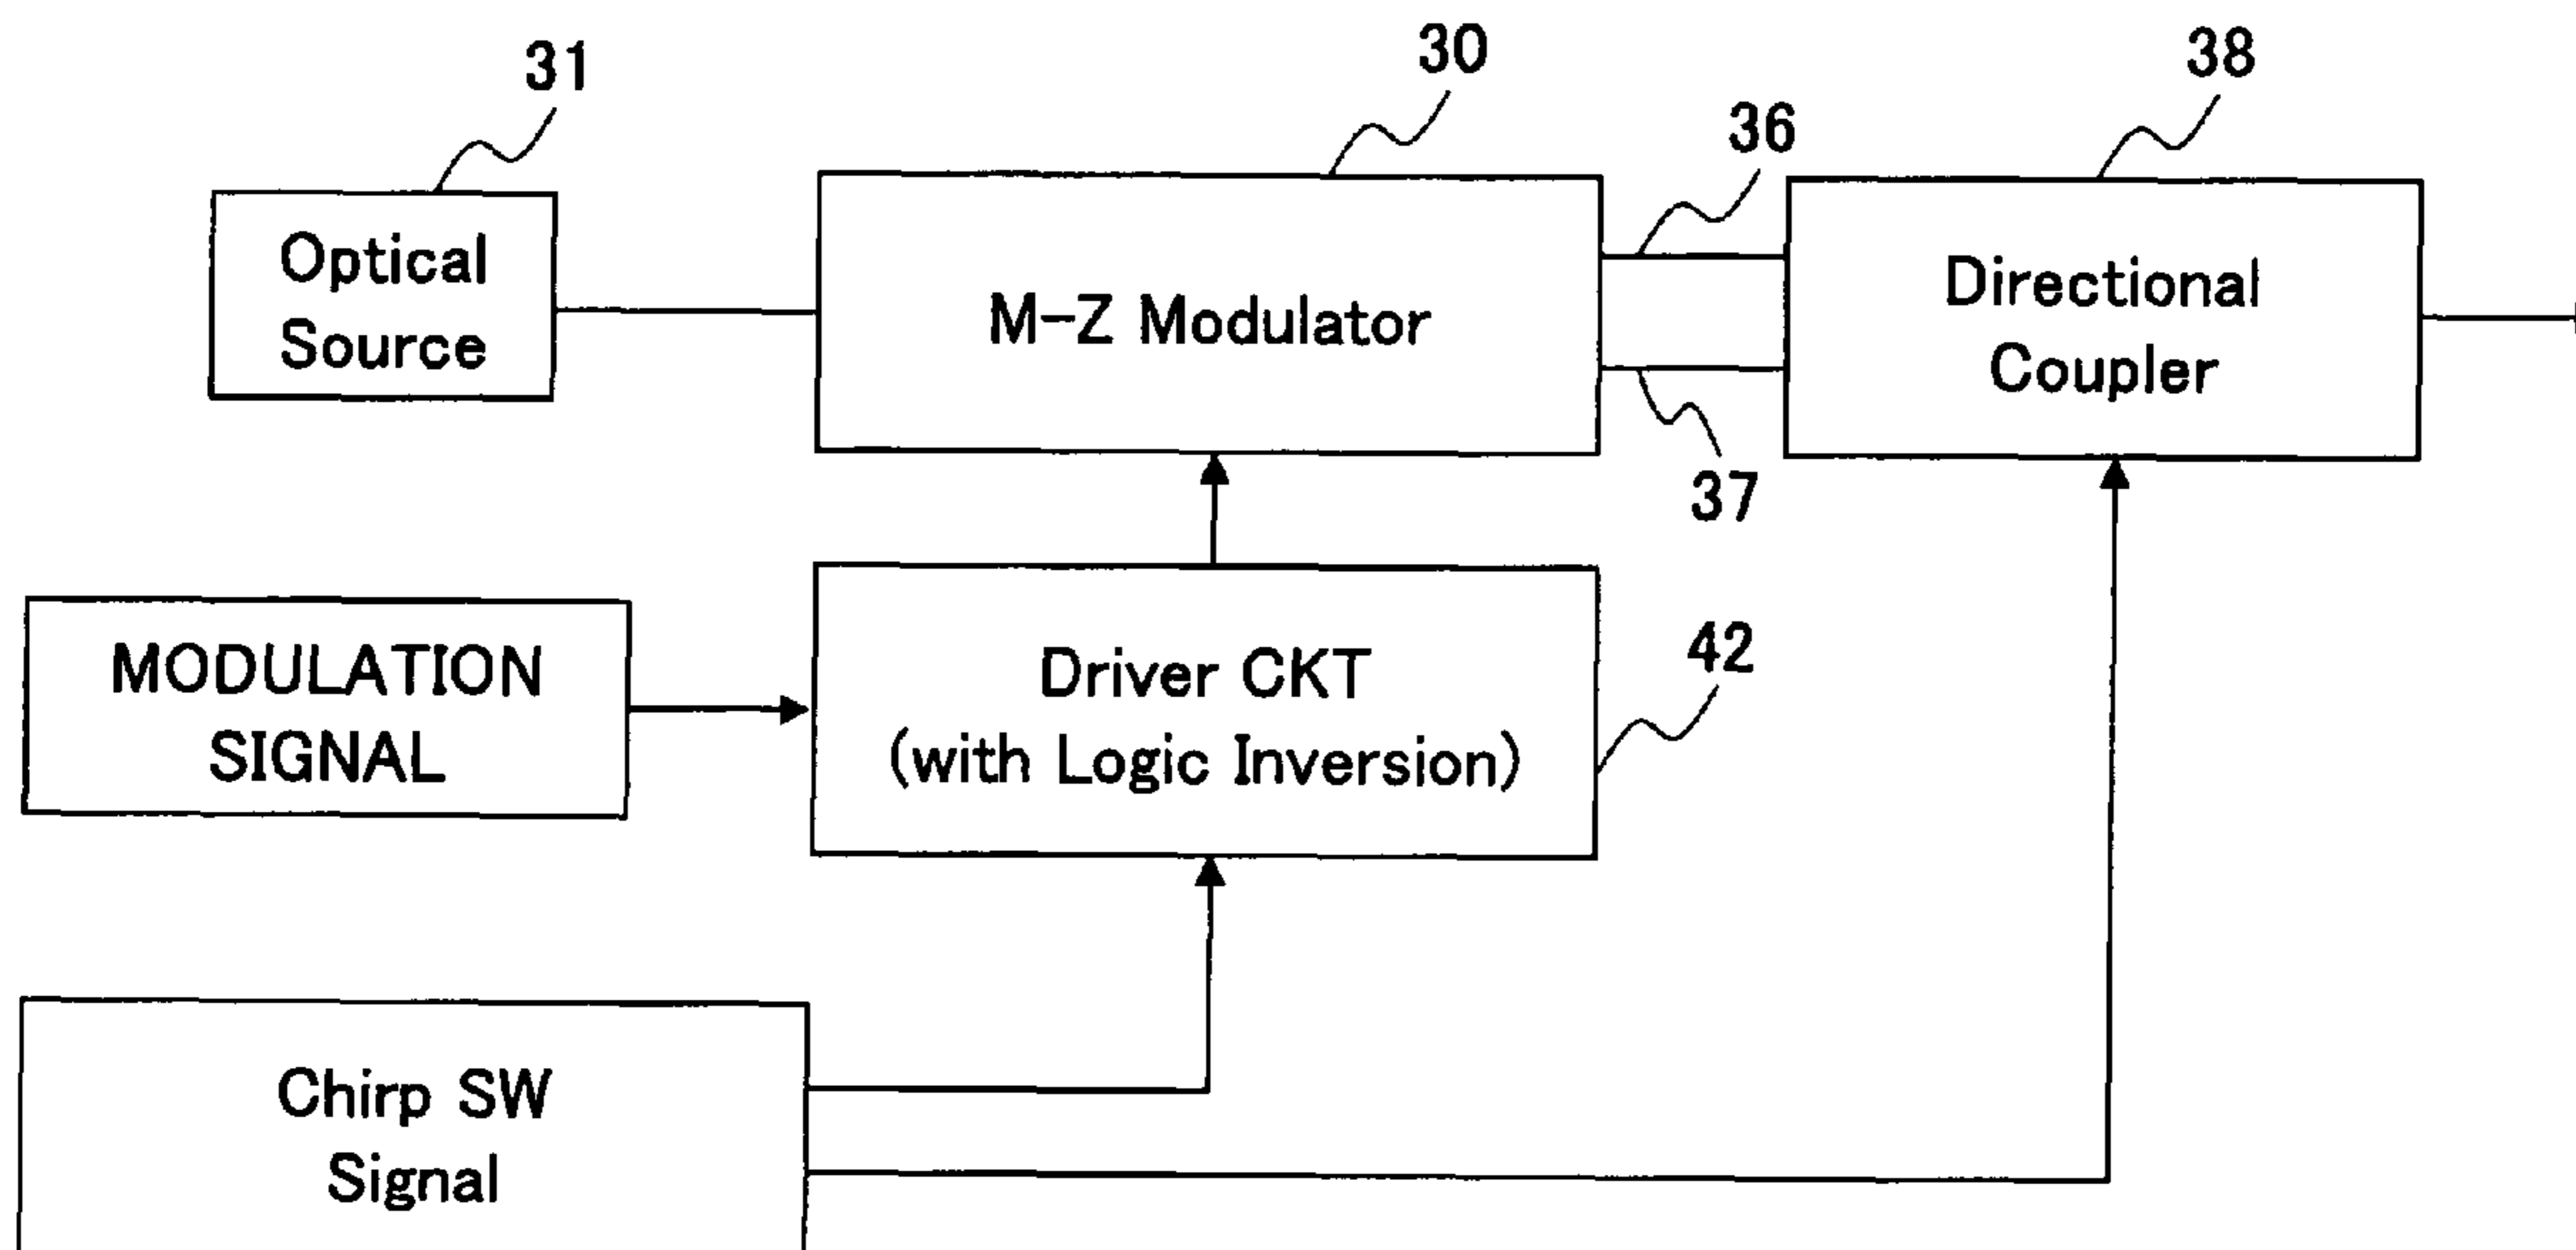 31
30
36
38
Optical
Source
M-Z Modulator
Directional
Coupler
37
MODULATION
SIGNAL
Driver CKT
(with Logic Inversion)
42
Chirp SW
Signal